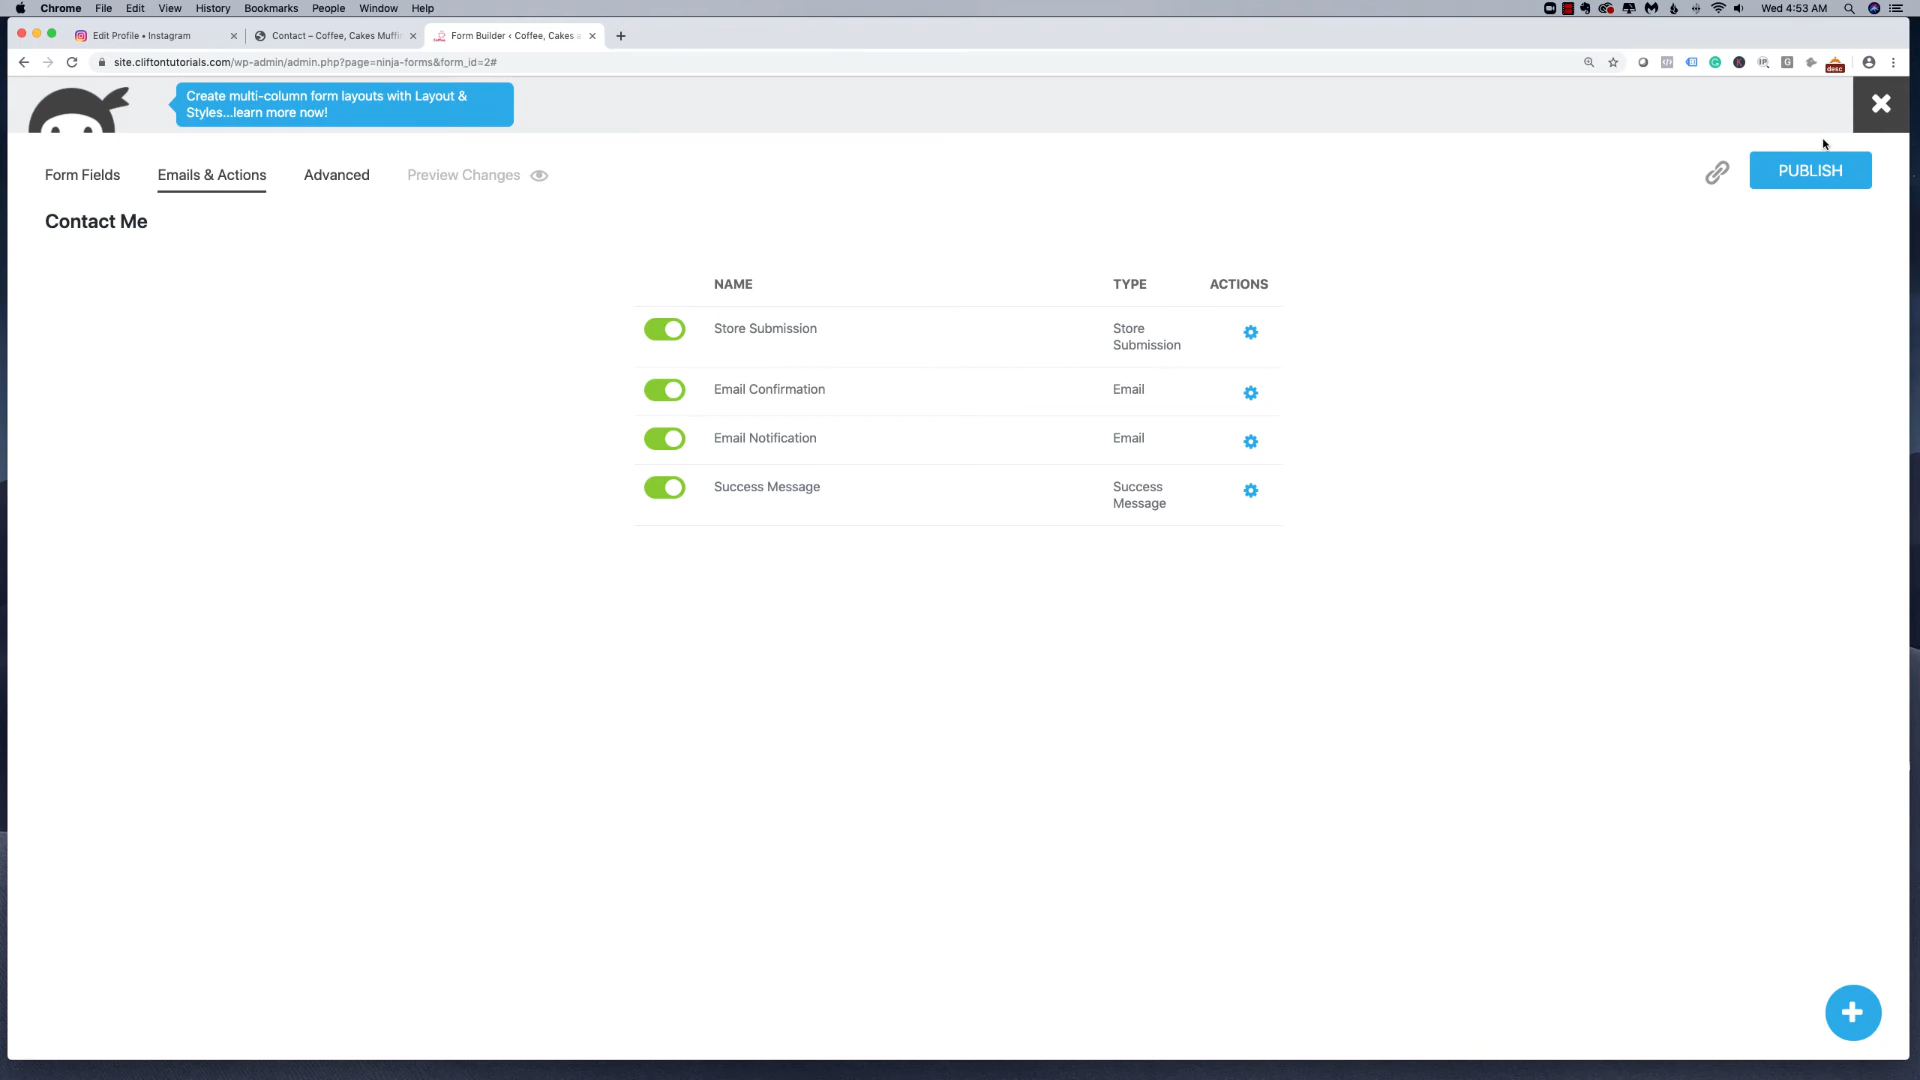 Chrome File Edit View History Bookmarks People Window Help Wed 4:53 AM
Edit Profile • Instagram Contact – Coffee, Cakes Muffi Form Builder ‹ Coffee, Cakes
site.cliftontutorials.com/wp-admin/admin.php?page=ninja-forms&form_id=2#
desc
Create multi-column form layouts with Layout &
Styles...learn more now!
Form Fields Emails & Actions Advanced Preview Changes PUBLISH
Contact Me
NAME TYPE ACTIONS
Store Submission Store
Submission
Email Confirmation Email
Email Notification Email
Success Message Success
Message